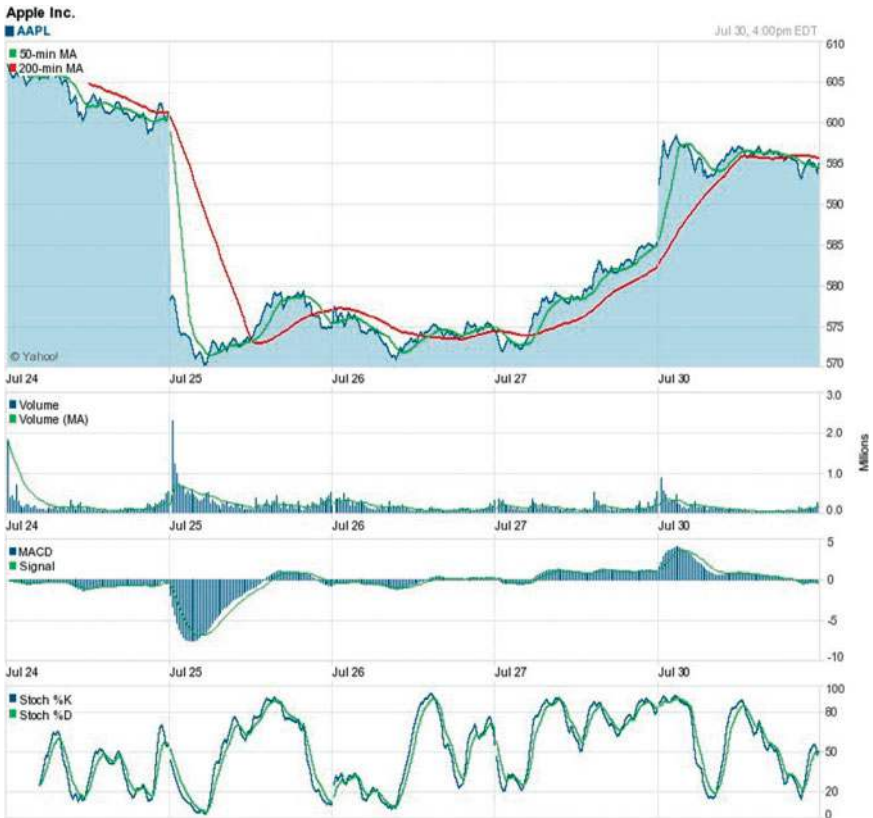 Apple Inc.
AAPL
Jul 30, 4:00pm EDT
50-min MA
200-min MA
610
605
600
595
590
585
580
575
570
© Yahoo!
Jul 24 Jul 25 Jul 26 Jul 27 Jul 30
Volume
Volume (MA)
3.0
2.0
1.0
0.0
Millions
Jul 24 Jul 25 Jul 26 Jul 27 Jul 30
MACD
Signal
5
0
-5
-10
Jul 24 Jul 25 Jul 26 Jul 27 Jul 30
Stoch %K
Stoch %D
100
80
50
20
0